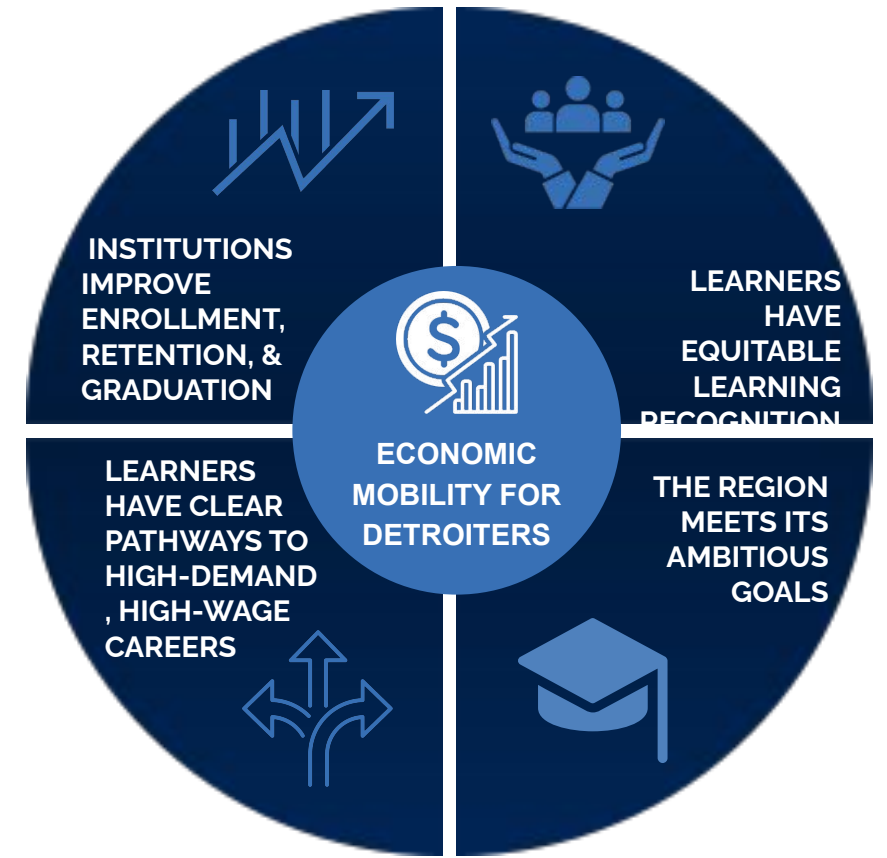 INSTITUTIONS
IMPROVE
ENROLLMENT,
RETENTION, &
GRADUATION
LEARNERS
HAVE
EQUITABLE
LEARNING
RECOGNITION
$
ECONOMIC
MOBILITY FOR
DETROITERS
LEARNERS
HAVE CLEAR
PATHWAYS TO
HIGH-DEMAND
, HIGH-WAGE
CAREERS
THE REGION
MEETS ITS
AMBITIOUS
GOALS